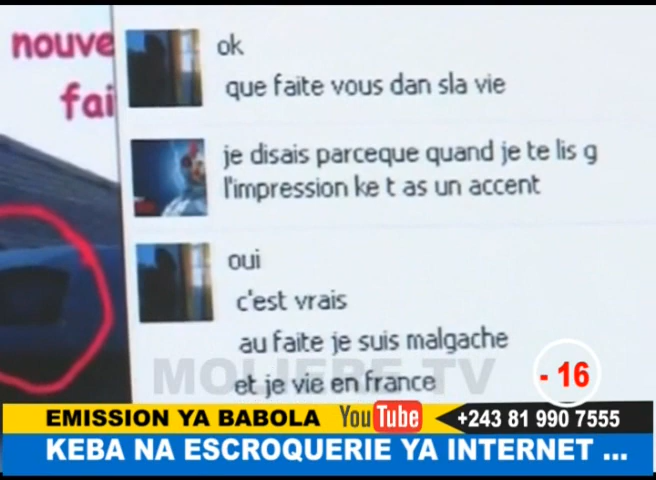 nouve
fai
ok
que faite vous dan sla vie
je disais parceque quand je te lis g
l'impression ke t as un accent
oui
c'est vrais
au faite je suis malgache
et je vie en france
MOLIERE TV
- 16
EMISSION YA BABOLA YouTube +243 81 990 7555
KEBA NA ESCROQUERIE YA INTERNET ...